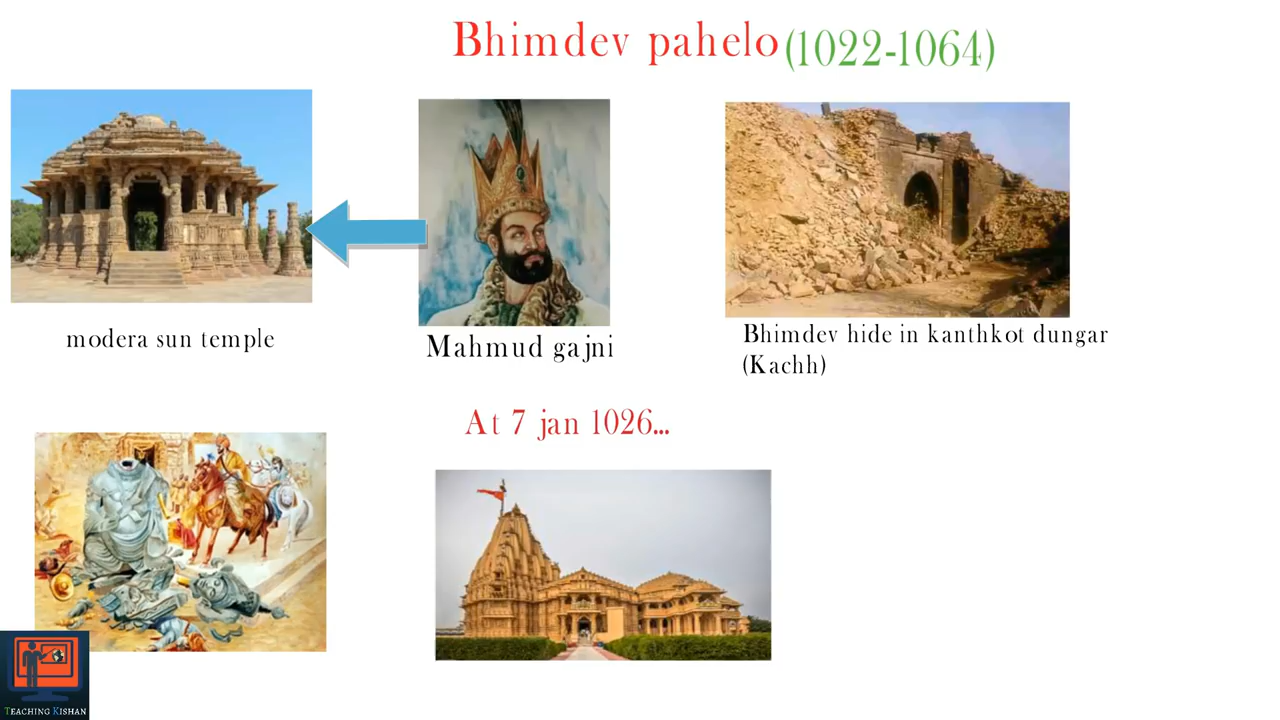 Bhimdev pahelo (1022-1064)
modera sun temple
Mahmud gajni
Bhimdev hide in kanthkot dungar
(Kachh)
At 7 jan 1026...
TEACHING KISHAN